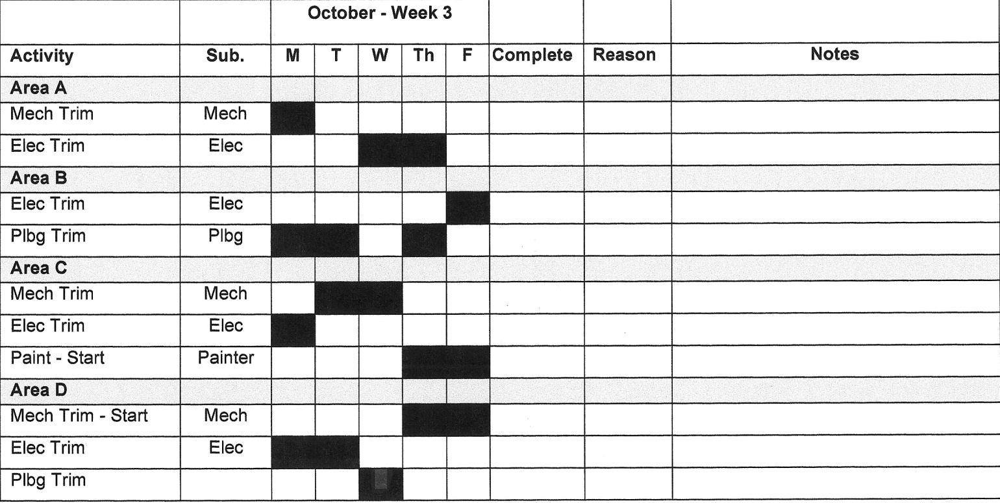 October - Week 3
Activity Sub. M T W Th F Complete Reason Notes
Area A
Mech Trim Mech
Elec Trim Elec
Area B
Elec Trim Elec
Plbg Trim Plbg
Area C
Mech Trim Mech
Elec Trim Elec
Paint - Start Painter
Area D
Mech Trim - Start Mech
Elec Trim Elec
Plbg Trim